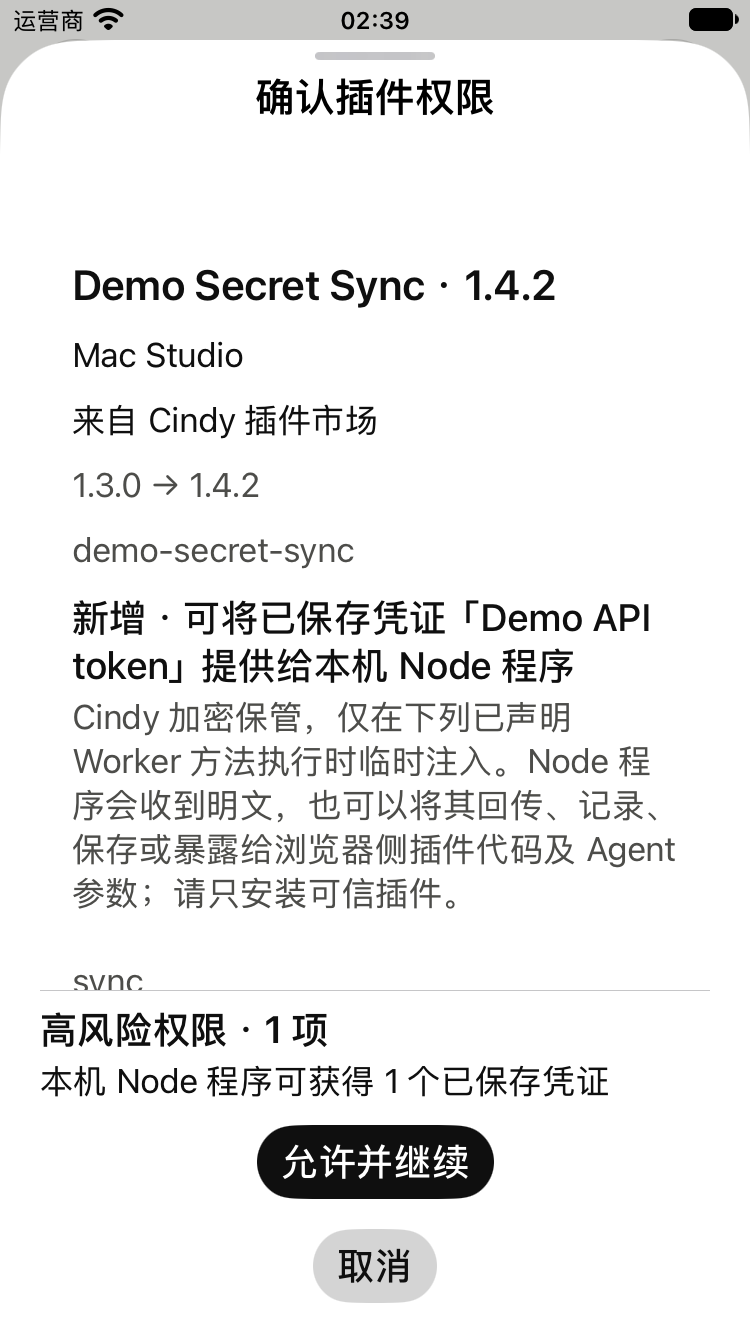 运营商 02:39
确认插件权限
Demo Secret Sync · 1.4.2
Mac Studio
来自 Cindy 插件市场
1.3.0 → 1.4.2
demo-secret-sync
新增 · 可将已保存凭证「Demo API
token」提供给本机 Node 程序
Cindy 加密保管，仅在下列已声明
Worker 方法执行时临时注入。Node 程
序会收到明文，也可以将其回传、记录、
保存或暴露给浏览器侧插件代码及 Agent
参数；请只安装可信插件。
sync
高风险权限 · 1 项
本机 Node 程序可获得 1 个已保存凭证
允许并继续
取消